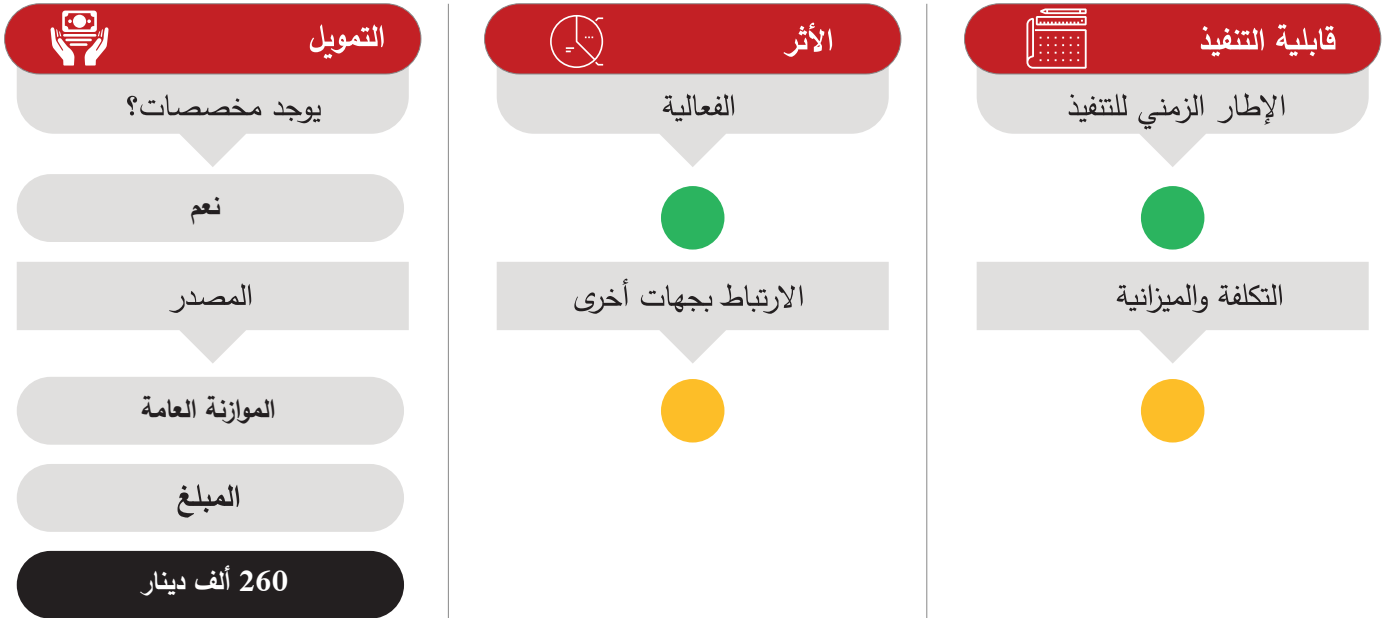 قابلية التنفيذ
الإطار الزمني للتنفيذ
التكلفة والميزانية
الأثر
الفعالية
الارتباط بجهات أخرى
التمويل
يوجد مخصصات؟
نعم
المصدر
الموازنة العامة
المبلغ
260 ألف دينار